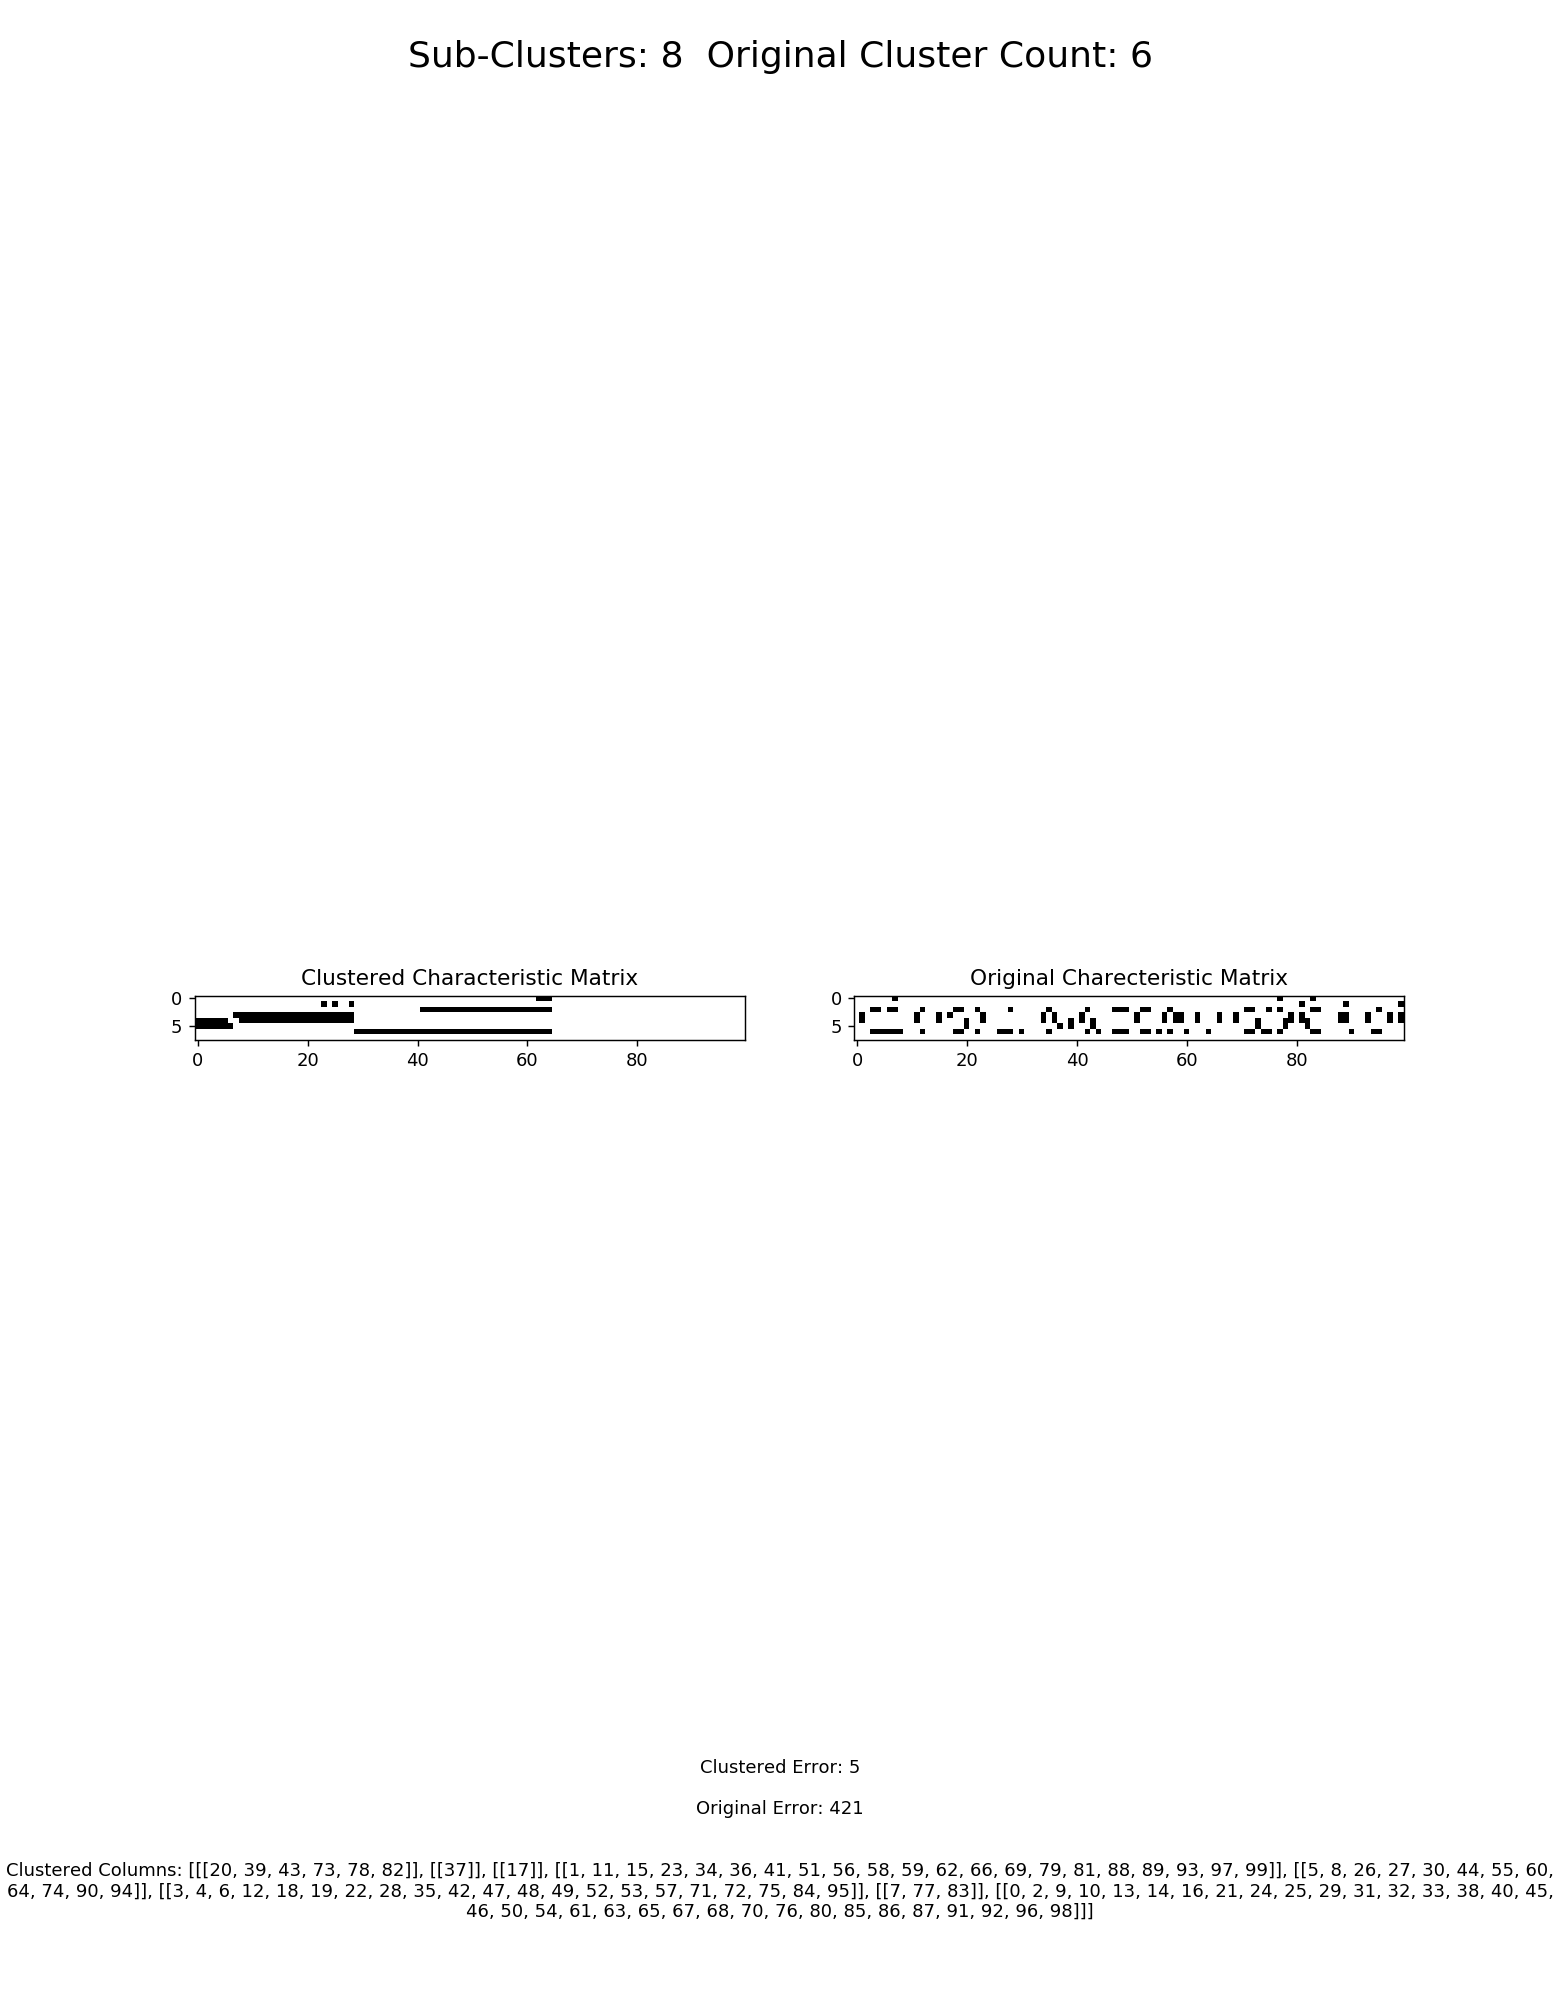 Sub-Clusters: 8  Original Cluster Count: 6
Clustered Characteristic Matrix
0
5
0 20 40 60 80
Original Charecteristic Matrix
0
5
0 20 40 60 80
Clustered Error: 5
Original Error: 421
Clustered Columns: [[[20, 39, 43, 73, 78, 82]], [[37]], [[17]], [[1, 11, 15, 23, 34, 36, 41, 51, 56, 58, 59, 62, 66, 69, 79, 81, 88, 89, 93, 97, 99]], [[5, 8, 26, 27, 30, 44, 55, 60,
64, 74, 90, 94]], [[3, 4, 6, 12, 18, 19, 22, 28, 35, 42, 47, 48, 49, 52, 53, 57, 71, 72, 75, 84, 95]], [[7, 77, 83]], [[0, 2, 9, 10, 13, 14, 16, 21, 24, 25, 29, 31, 32, 33, 38, 40, 45,
46, 50, 54, 61, 63, 65, 67, 68, 70, 76, 80, 85, 86, 87, 91, 92, 96, 98]]]